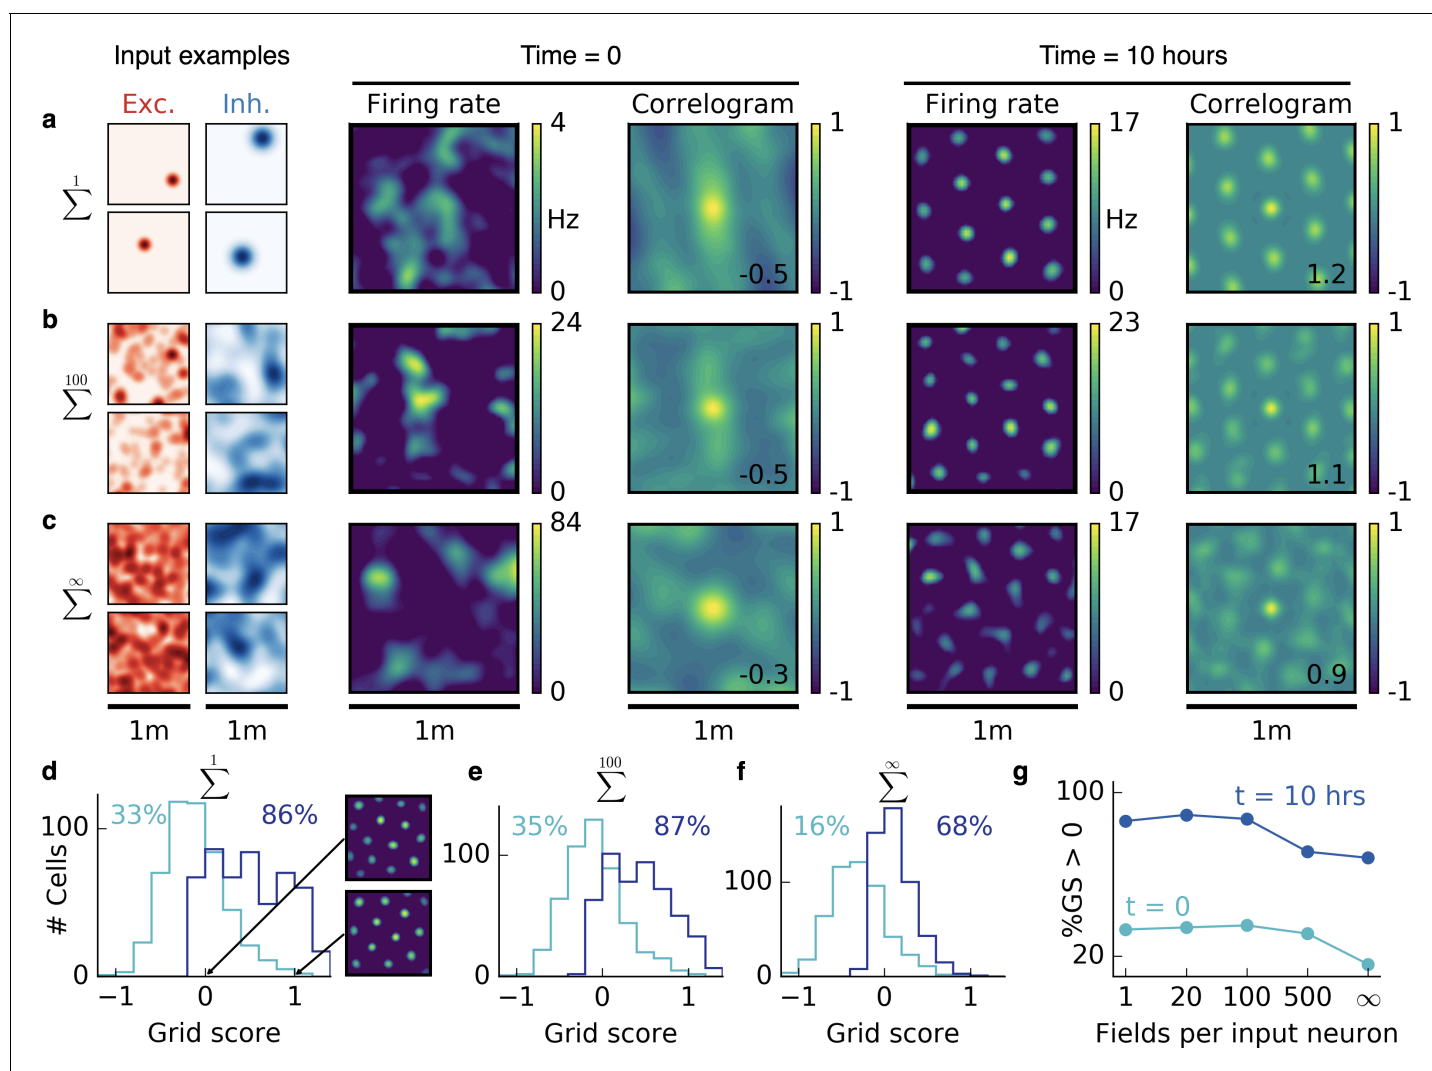 Input examples Time = 0 Time = 10 hours
Exc. Inh. Firing rate Correlogram Firing rate Correlogram
a
1
∑
4
Hz
0
-0.5
1
-1
17
Hz
0
1.2
1
-1
b
100
∑
24
0
-0.5
1
-1
23
0
1.1
1
-1
c
∞
∑
84
0
-0.3
1
-1
17
0
0.9
1
-1
1m 1m 1m 1m 1m 1m
d
1
∑
33% 86%
100
0
# Cells
−1 0 1
Grid score
e
100
∑
35% 87%
100
0
−1 0 1
Grid score
f
∞
∑
16% 68%
100
0
−1 0 1
Grid score
g
100
20
%GS > 0
t = 10 hrs
t = 0
1 20 100 500 ∞
Fields per input neuron